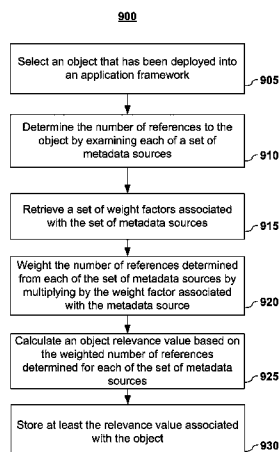 900
Select an object that has been deployed into
an application framework
905
Determine the number of references to the
object by examining each of a set of
metadata sources
910
Retrieve a set of weight factors associated
with the set of metadata sources
915
Weight the number of references determined
from each of the set of metadata sources by
multiplying by the weight factor associated
with the metadata source
920
Calculate an object relevance value based on
the weighted number of references
determined for each of the set of metadata
sources
925
Store at least the relevance value associated
with the object
930